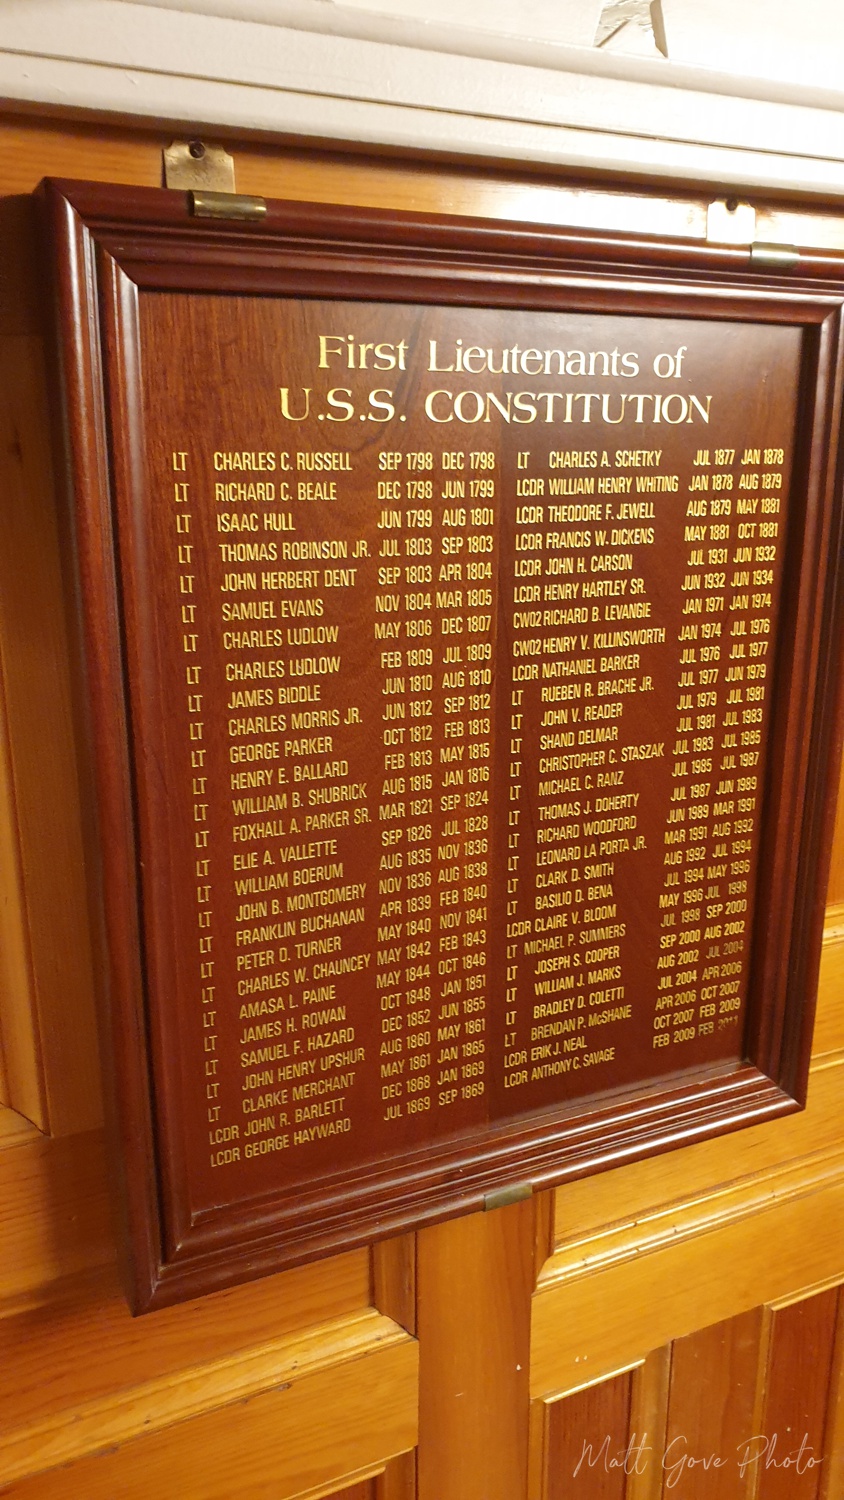 First Lieutenants of
U.S.S. CONSTITUTION
LT CHARLES C. RUSSELL SEP 1798 DEC 1798
LT RICHARD C. BEALE DEC 1798 JUN 1799
LT ISAAC HULL JUN 1799 AUG 1801
LT THOMAS ROBINSON JR. JUL 1803 SEP 1803
LT JOHN HERBERT DENT SEP 1803 APR 1804
LT SAMUEL EVANS NOV 1804 MAR 1805
LT CHARLES LUDLOW MAY 1806 DEC 1807
LT CHARLES LUDLOW FEB 1809 JUL 1809
LT JAMES BIDDLE JUN 1810 AUG 1810
LT CHARLES MORRIS JR. JUN 1812 SEP 1812
LT GEORGE PARKER OCT 1812 FEB 1813
LT HENRY E. BALLARD FEB 1813 MAY 1815
LT WILLIAM B. SHUBRICK AUG 1815 JAN 1816
LT FOXHALL A. PARKER SR. MAR 1821 SEP 1824
LT ELIE A. VALLETTE SEP 1826 JUL 1828
LT WILLIAM BOERUM AUG 1835 NOV 1836
LT JOHN B. MONTGOMERY NOV 1836 AUG 1838
LT FRANKLIN BUCHANAN APR 1839 FEB 1840
LT PETER D. TURNER MAY 1840 NOV 1841
LT CHARLES W. CHAUNCEY MAY 1842 FEB 1843
LT AMASA L. PAINE MAY 1844 OCT 1846
LT JAMES H. ROWAN OCT 1848 JAN 1851
LT SAMUEL F. HAZARD DEC 1852 JUN 1855
LT JOHN HENRY UPSHUR AUG 1860 MAY 1861
LT CLARKE MERCHANT MAY 1861 JAN 1865
LCDR JOHN R. BARLETT DEC 1868 JAN 1869
LCDR GEORGE HAYWARD JUL 1869 SEP 1869
LT CHARLES A. SCHETKY JUL 1877 JAN 1878
LCDR WILLIAM HENRY WHITING JAN 1878 AUG 1879
LCDR THEODORE F. JEWELL AUG 1879 MAY 1881
LCDR FRANCIS W. DICKENS MAY 1881 OCT 1881
LCDR JOHN H. CARSON JUL 1931 JUN 1932
LCDR HENRY HARTLEY SR. JUN 1932 JUN 1934
CWO2 RICHARD B. LEVANGIE JAN 1971 JAN 1974
CWO2 HENRY V. KILLINSWORTH JAN 1974 JUL 1976
LCDR NATHANIEL BARKER JUL 1976 JUL 1977
LT RUEBEN R. BRACHE JR. JUL 1977 JUN 1979
LT JOHN V. READER JUL 1979 JUL 1981
LT SHAND DELMAR JUL 1981 JUL 1983
LT CHRISTOPHER C. STASZAK JUL 1983 JUL 1985
LT MICHAEL C. RANZ JUL 1985 JUL 1987
LT THOMAS J. DOHERTY JUL 1987 JUN 1989
LT RICHARD WOODFORD JUN 1989 MAR 1991
LT LEONARD LA PORTA JR. MAR 1991 AUG 1992
LT CLARK D. SMITH AUG 1992 JUL 1994
LT BASILIO D. BENA JUL 1994 MAY 1996
LCDR CLAIRE V. BLOOM MAY 1996 JUL 1998
LT MICHAEL P. SUMMERS JUL 1998 SEP 2000
LT JOSEPH S. COOPER SEP 2000 AUG 2002
LT WILLIAM J. MARKS AUG 2002 JUL 2004
LT BRADLEY D. COLETTI JUL 2004 APR 2006
LT BRENDAN P. McSHANE APR 2006 OCT 2007
LCDR ERIK J. NEAL OCT 2007 FEB 2009
LCDR ANTHONY C. SAVAGE FEB 2009 FEB 2011
Matt Gove Photo